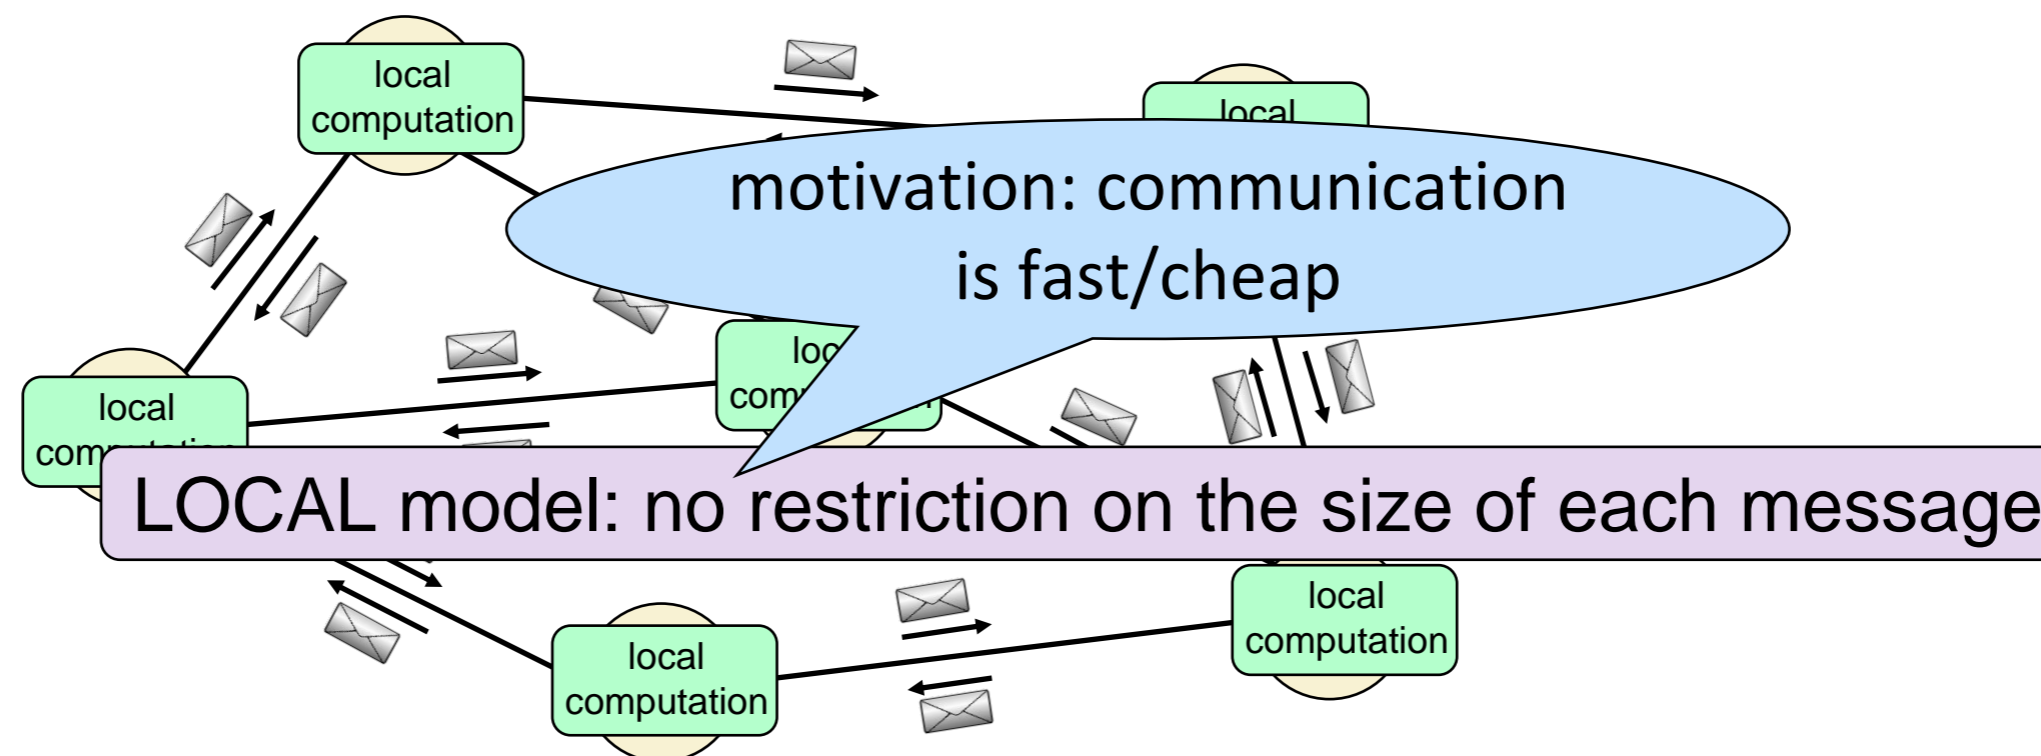 local
computation
local
motivation: communication
is fast/cheap
local
LOCAL model: no restriction on the size of each message
local
computation
local
computation